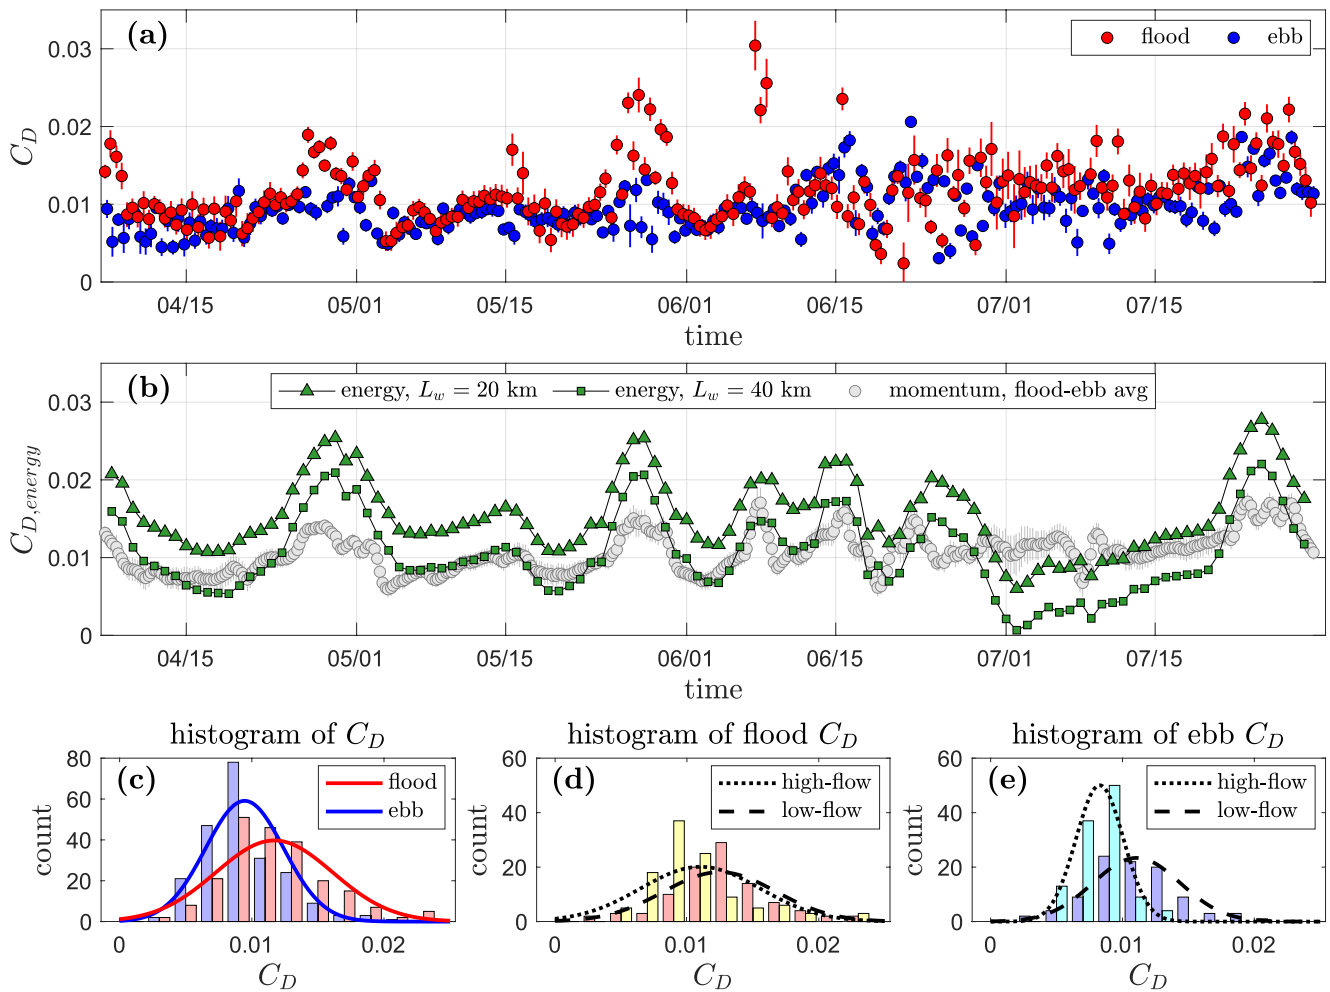 (a)
flood ebb
0.03
0.02
0.01
0
C_D
04/15 05/01 05/15 06/01 06/15 07/01 07/15
time
(b)
energy, L_w = 20 km energy, L_w = 40 km momentum, flood-ebb avg
0.03
0.02
0.01
0
C_{D,energy}
04/15 05/01 05/15 06/01 06/15 07/01 07/15
time
histogram of C_D
(c)
flood
ebb
80
60
40
20
0
count
0 0.01 0.02
C_D
histogram of flood C_D
(d)
high-flow
low-flow
60
40
20
0
count
0 0.01 0.02
C_D
histogram of ebb C_D
(e)
high-flow
low-flow
60
40
20
0
count
0 0.01 0.02
C_D